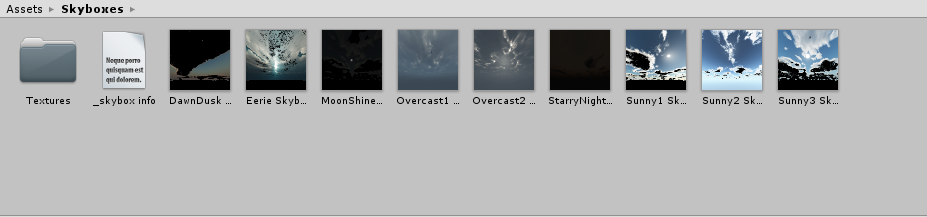 Assets ▸ Skyboxes ▸
Neque porro
quisquam est
qui dolorem.
Textures
_skybox info
DawnDusk ...
Eerie Skyb...
MoonShine...
Overcast1 ...
Overcast2 ...
StarryNight...
Sunny1 Sk...
Sunny2 Sk...
Sunny3 Sk...